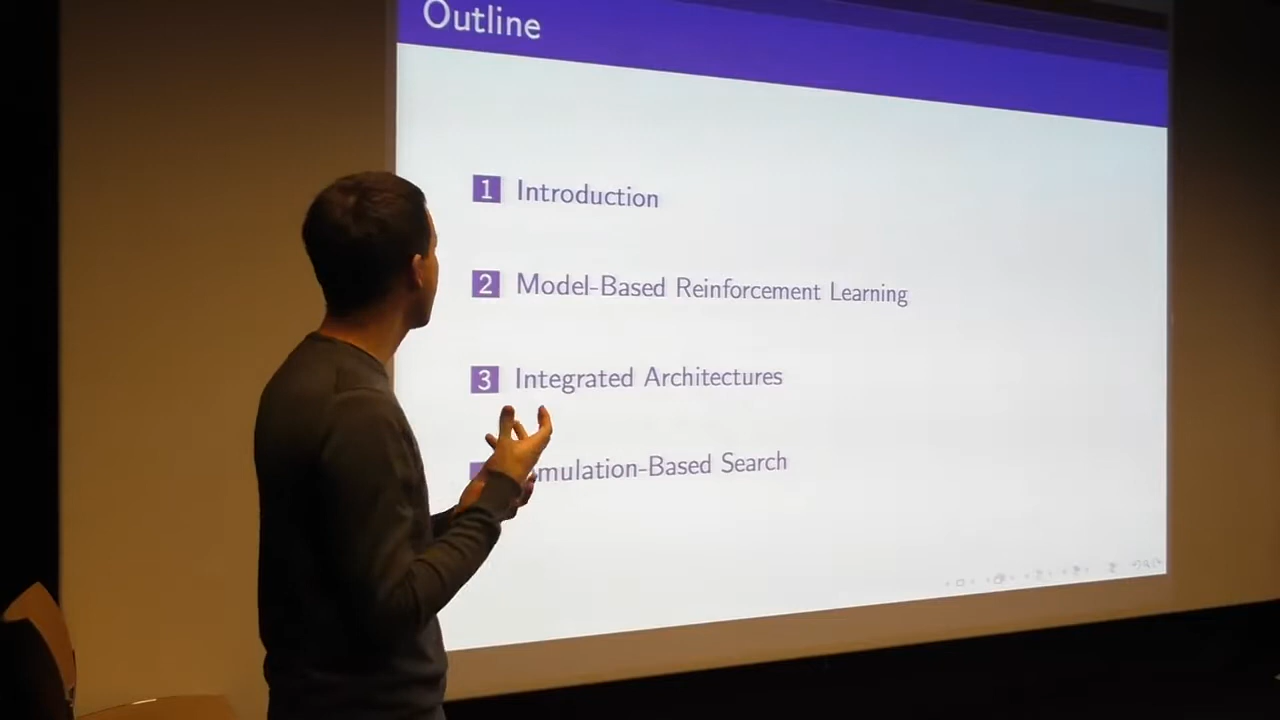 Outline
1 Introduction
2 Model-Based Reinforcement Learning
3 Integrated Architectures
mulation-Based Search